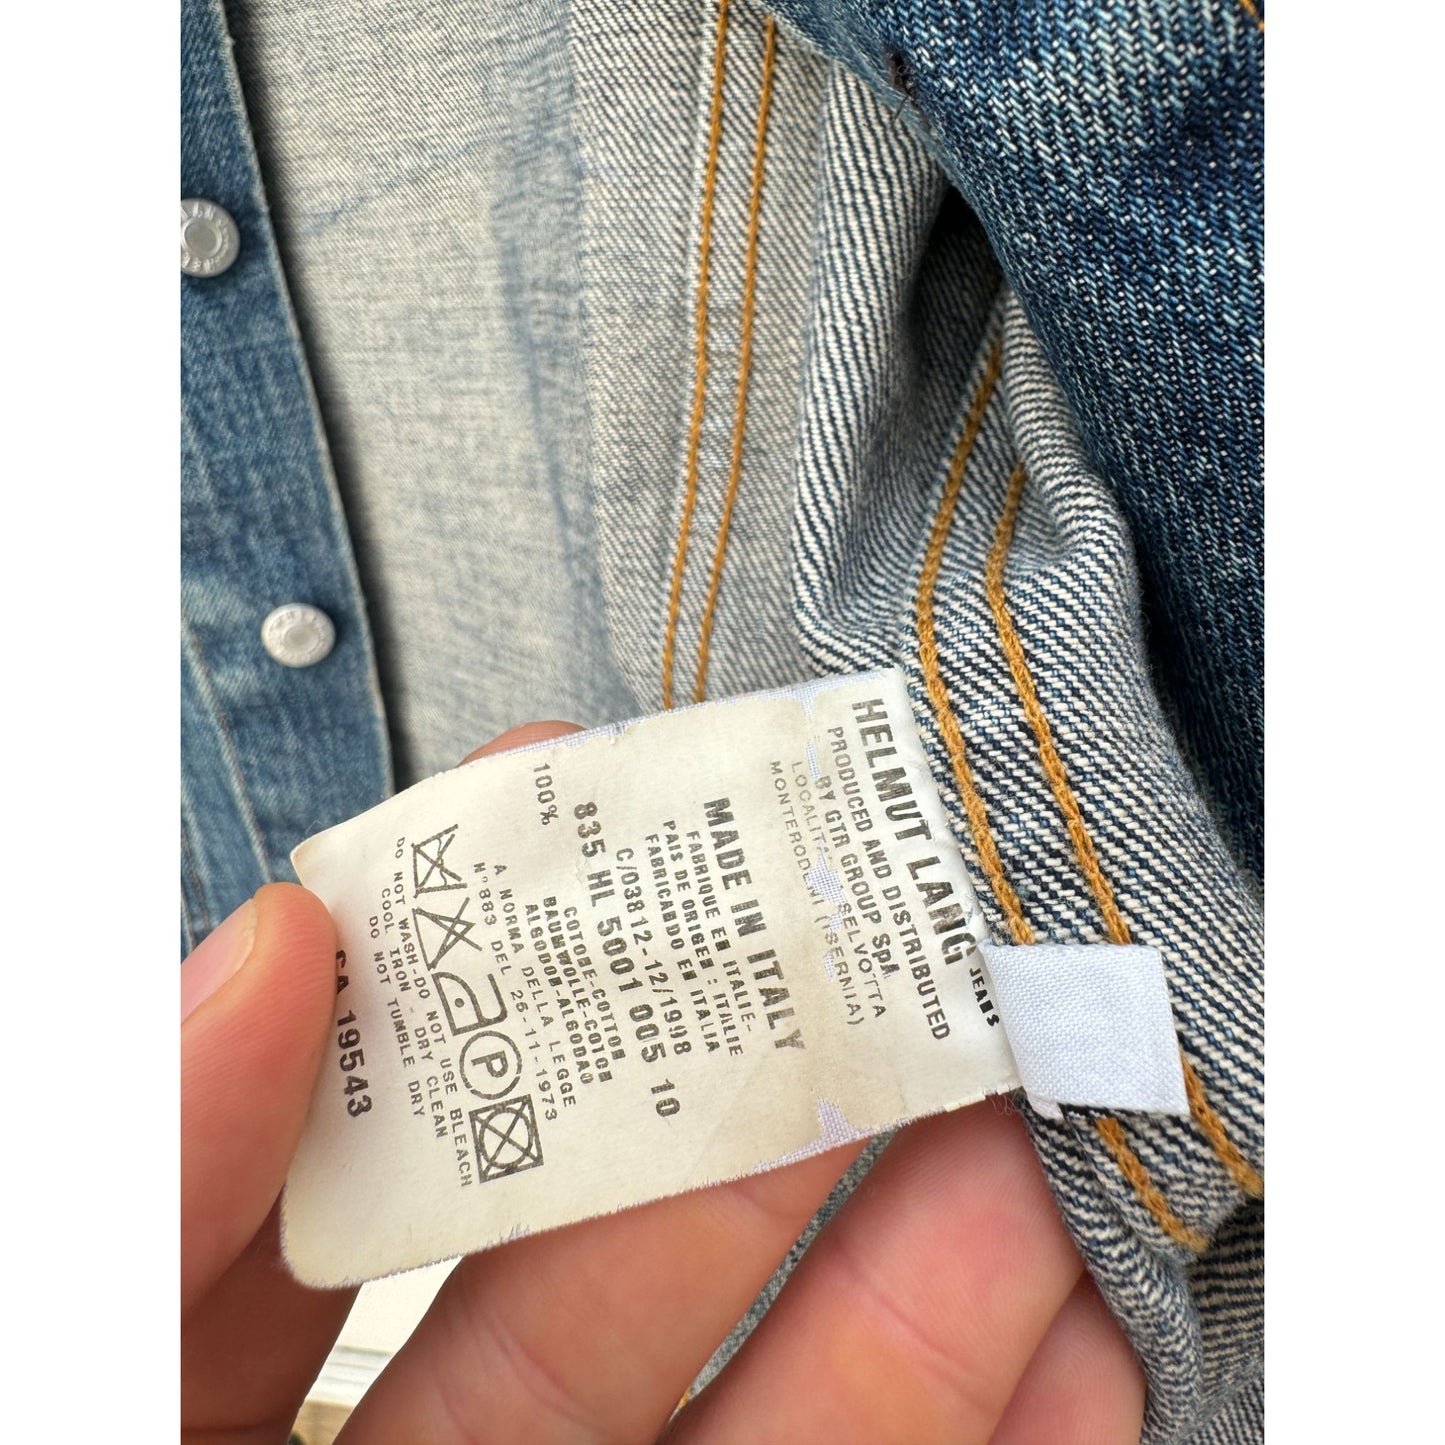 HELMUT LANG JEANS
PRODUCED AND DISTRIBUTED
BY GTR GROUP SPA
SELVOTTA
MONTERODUNI (ISERNIA)
MADE IN ITALY
FABRIQUE EN ITALIE-
PAIS DE ORIGEN: ITALIE
FABRICADO EN ITALIA
C/03812-12/1998
835 HL 5001 005 10
100%
COTONE-COTTON
BAUMWOLLE-COTON
ALGODON-ALGODAO
A NORMA DELLA LEGGE
N°883 DEL 26-11-1973
P
DO NOT WASH-DO NOT USE BLEACH
COOL IRON - DRY CLEAN
DO NOT TUMBLE DRY
CA 19543